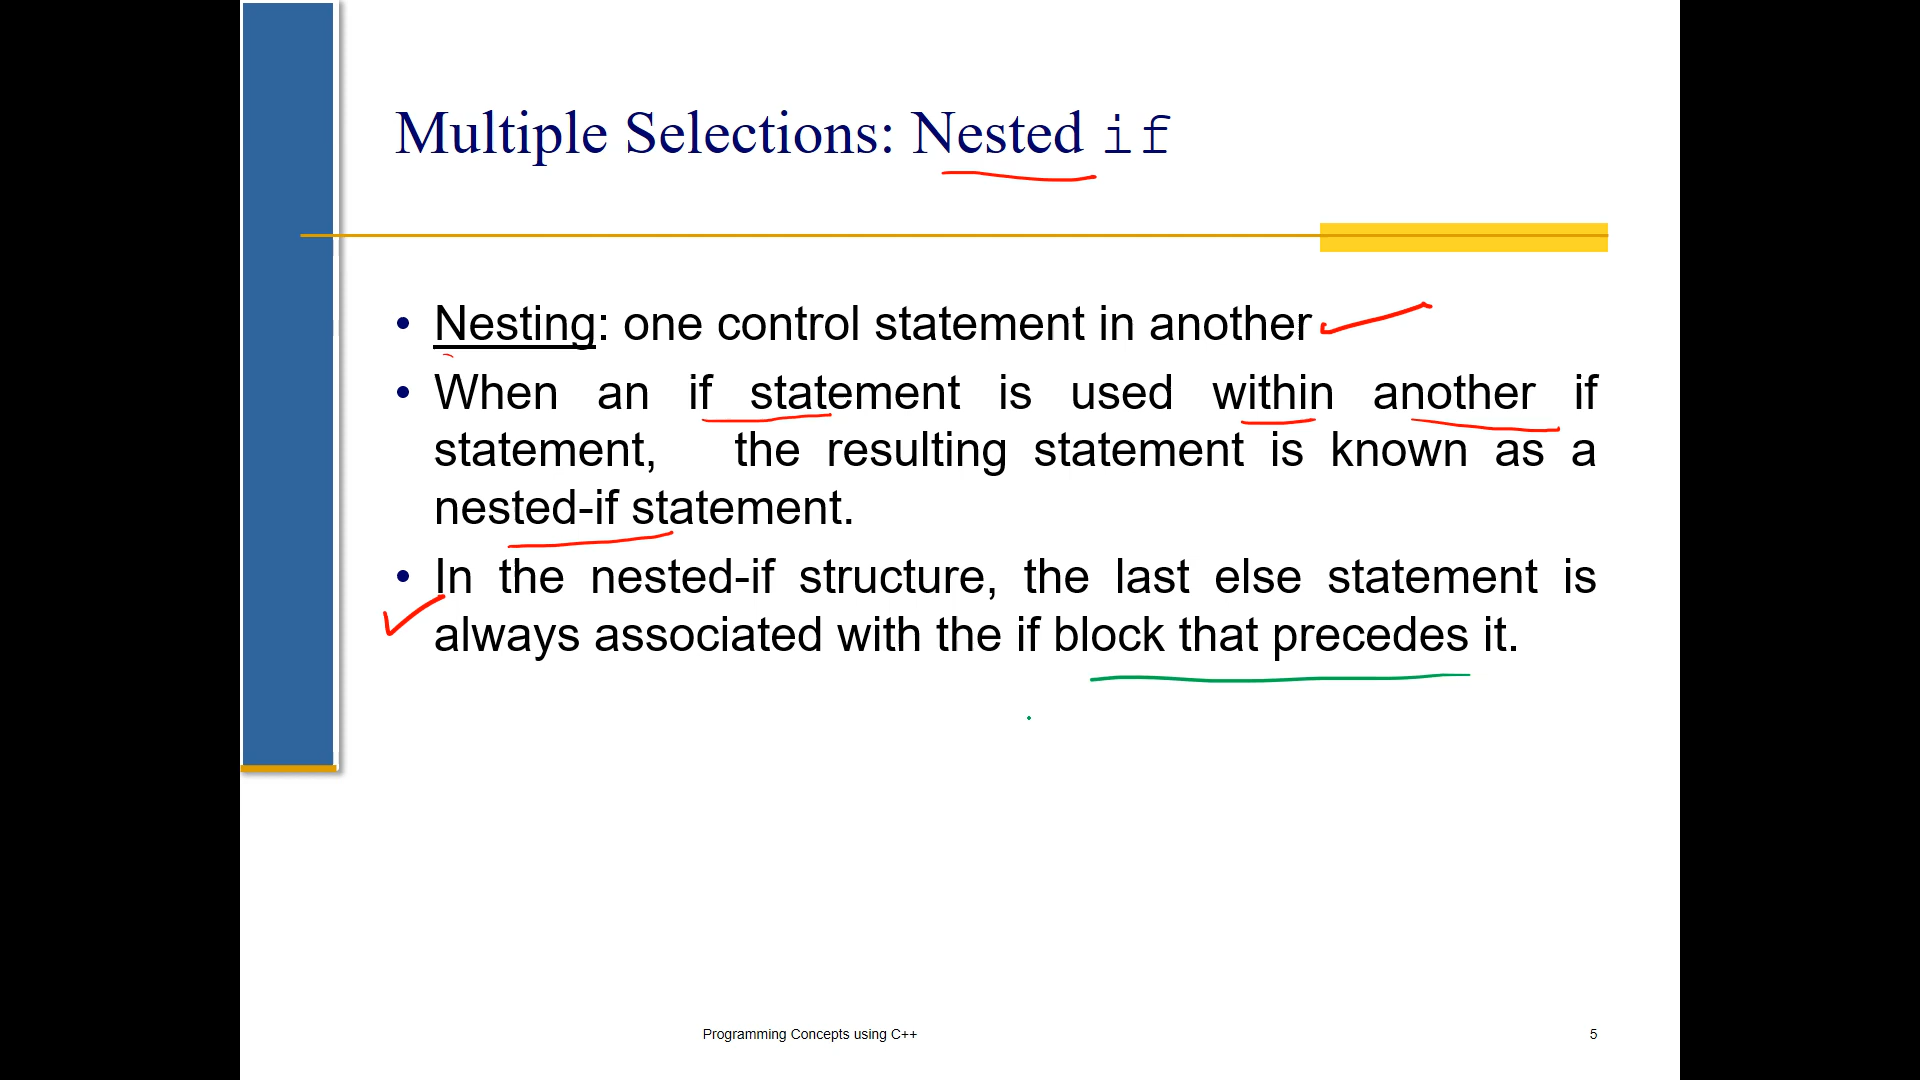 Multiple Selections: Nested if
• Nesting: one control statement in another
• When an if statement is used within another if
statement, the resulting statement is known as a
nested-if statement.
• In the nested-if structure, the last else statement is
always associated with the if block that precedes it.
Programming Concepts using C++
5